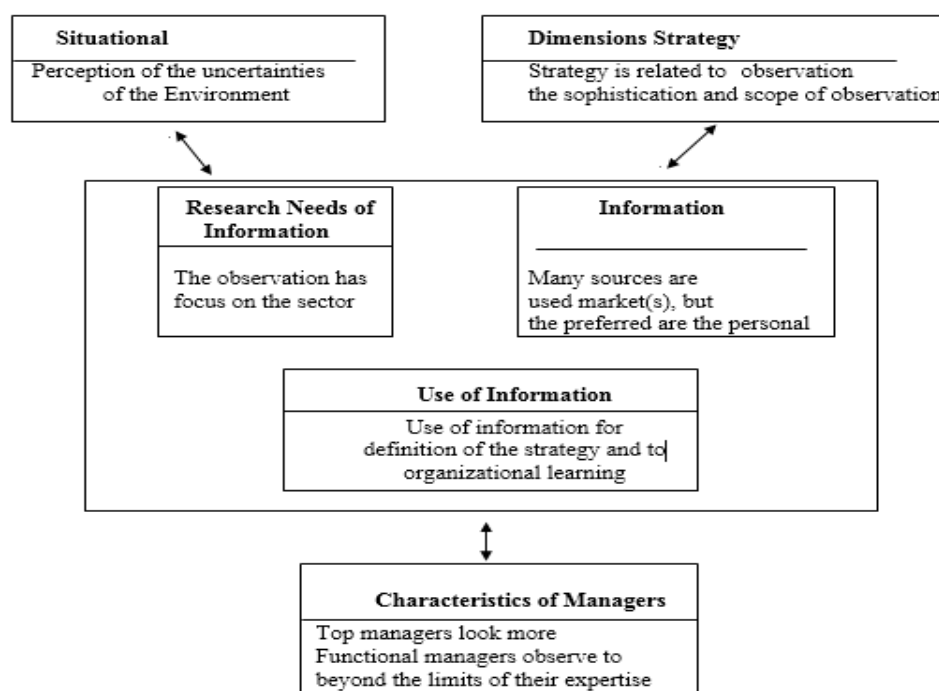 Situational
Perception of the uncertainties
of the Environment
Dimensions Strategy
Strategy is related to observation
the sophistication and scope of observation
Research Needs of
Information
The observation has
focus on the sector
Information
Many sources are
used market(s), but
the preferred are the personal
Use of Information
Use of information for
definition of the strategy and to
organizational learning
Characteristics of Managers
Top managers look more
Functional managers observe to
beyond the limits of their expertise